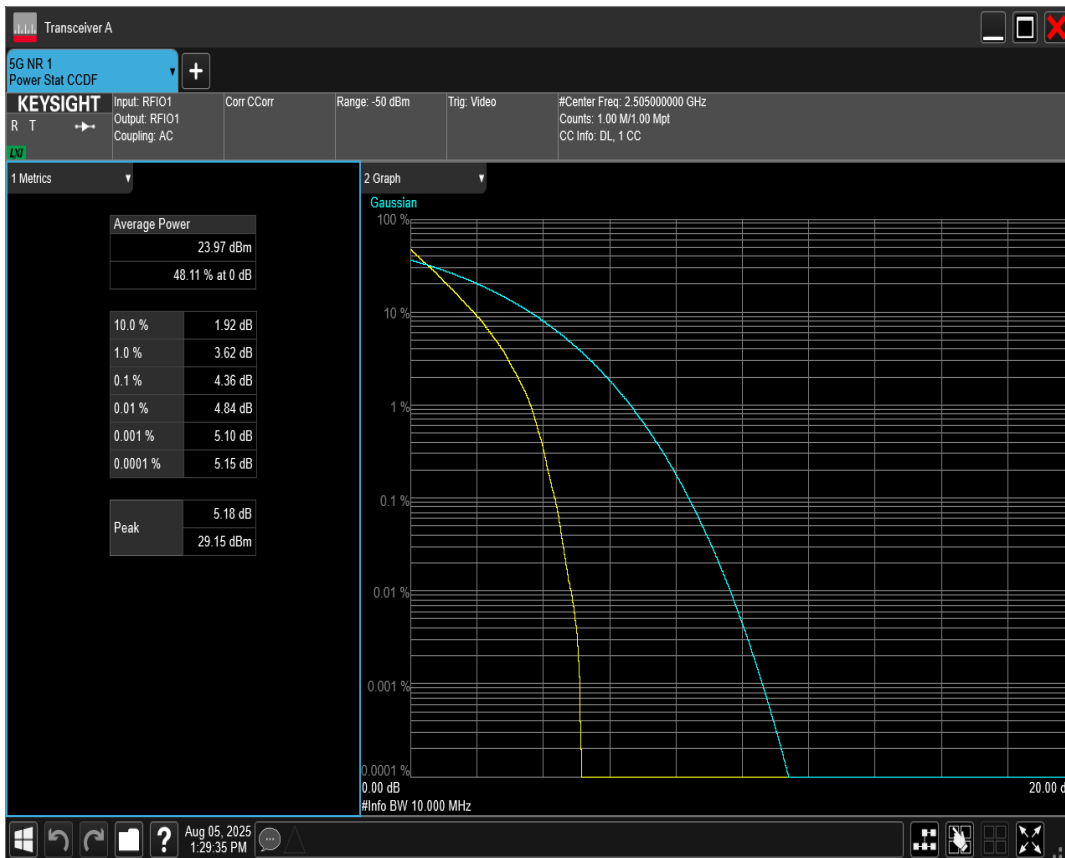 Transceiver A
5G NR 1
Power Stat CCDF
KEYSIGHT
R T
LXI
Input: RFIO1
Output: RFIO1
Coupling: AC
Corr CCorr
Range: -50 dBm
Trig: Video
#Center Freq: 2.505000000 GHz
Counts: 1.00 M/1.00 Mpt
CC Info: DL, 1 CC
1 Metrics
Average Power
23.97 dBm
48.11 % at 0 dB
10.0 % 1.92 dB
1.0 % 3.62 dB
0.1 % 4.36 dB
0.01 % 4.84 dB
0.001 % 5.10 dB
0.0001 % 5.15 dB
Peak 5.18 dB
29.15 dBm
2 Graph
Gaussian
100 %
10 %
1 %
0.1 %
0.01 %
0.001 %
0.0001 %
0.00 dB 20.00 d
#Info BW 10.000 MHz
Aug 05, 2025
1:29:35 PM